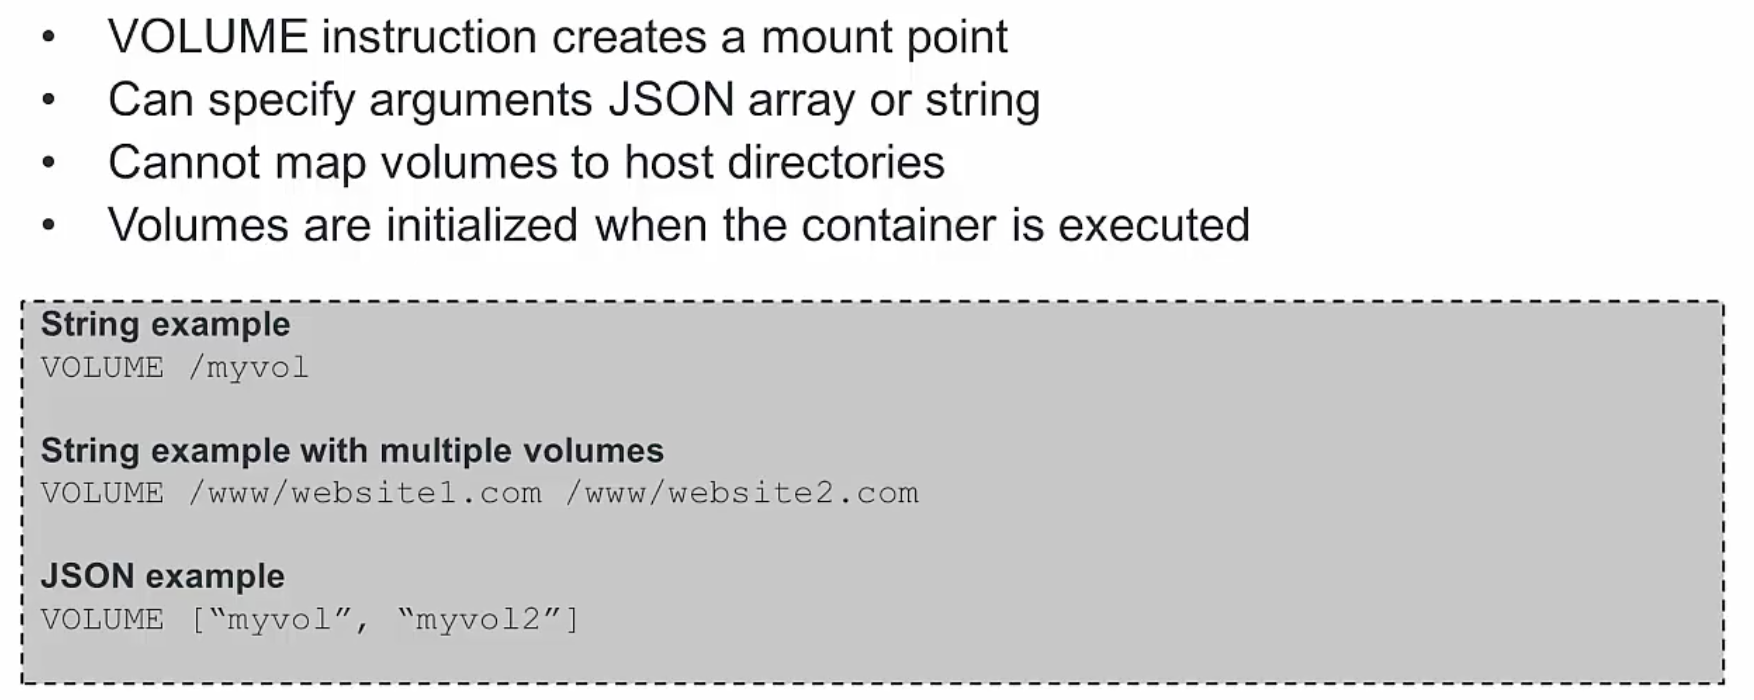 • VOLUME instruction creates a mount point
• Can specify arguments JSON array or string
• Cannot map volumes to host directories
• Volumes are initialized when the container is executed
String example
VOLUME /myvol
String example with multiple volumes
VOLUME /www/website1.com /www/website2.com
JSON example
VOLUME [“myvol”, “myvol2”]